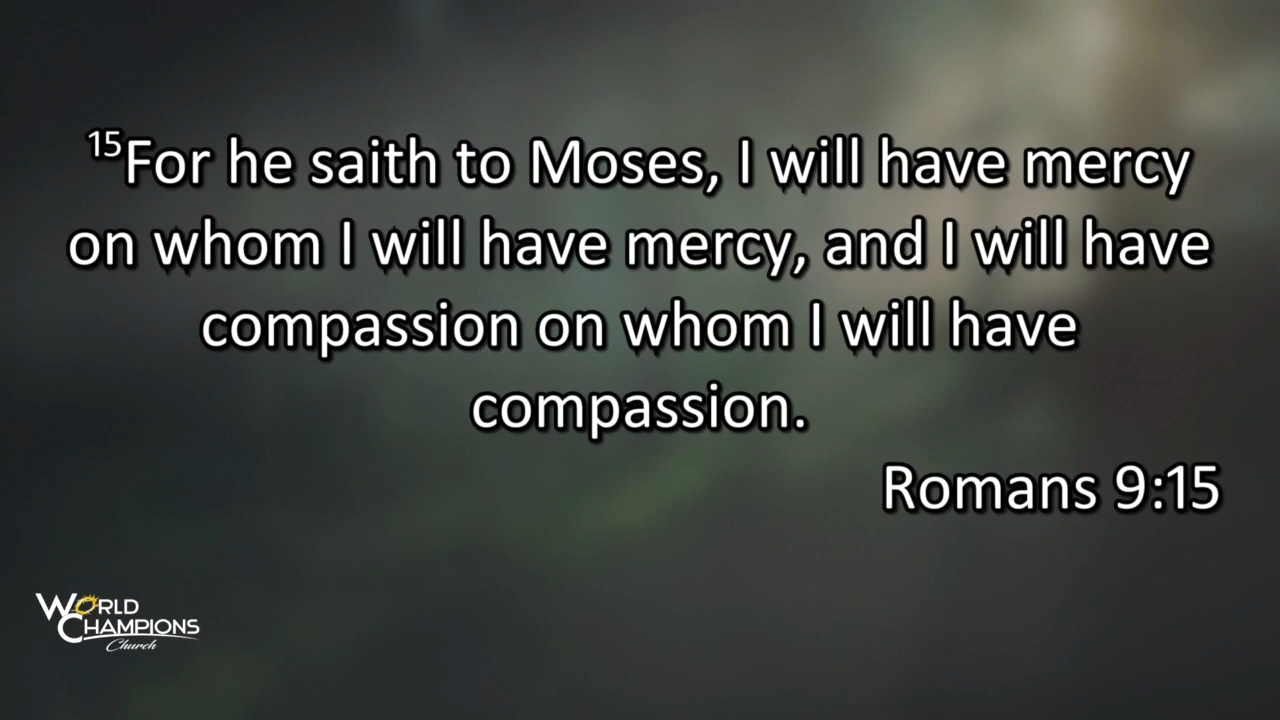 15For he saith to Moses, I will have mercy
on whom I will have mercy, and I will have
compassion on whom I will have
compassion.
Romans 9:15
WORLD
CHAMPIONS
Church